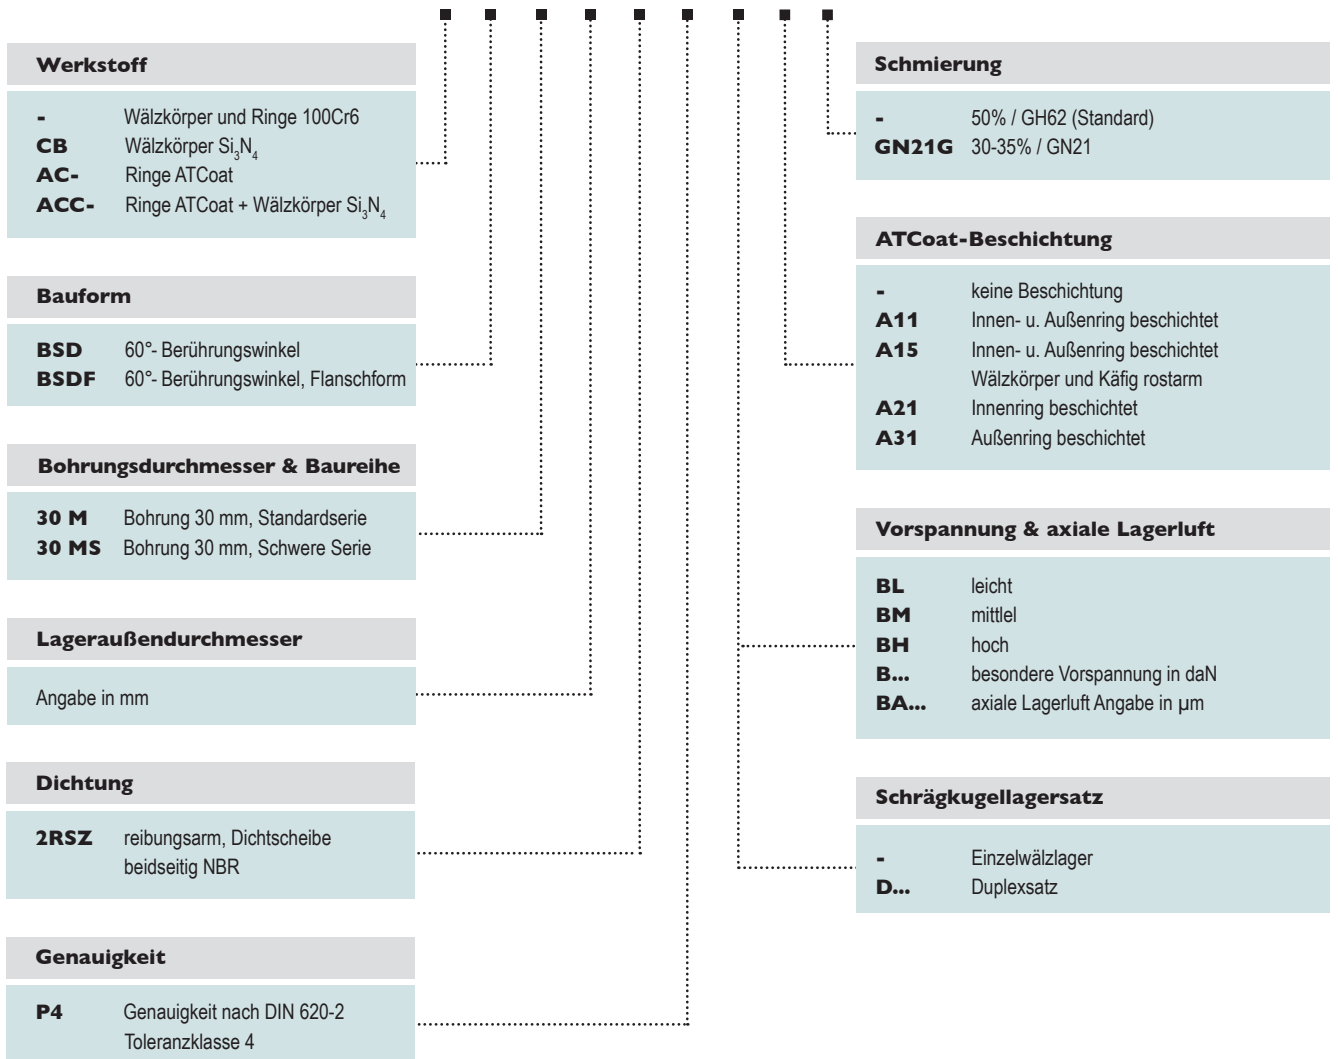 Werkstoff
- Wälzkörper und Ringe 100Cr6
CB Wälzkörper Si3N4
AC- Ringe ATCoat
ACC- Ringe ATCoat + Wälzkörper Si3N4
Bauform
BSD 60°- Berührungswinkel
BSDF 60°- Berührungswinkel, Flanschform
Bohrungsdurchmesser & Baureihe
30 M Bohrung 30 mm, Standardserie
30 MS Bohrung 30 mm, Schwere Serie
Lageraußendurchmesser
Angabe in mm
Dichtung
2RSZ reibungsarm, Dichtscheibe
beidseitig NBR
Genauigkeit
P4 Genauigkeit nach DIN 620-2
Toleranzklasse 4
Schmierung
- 50% / GH62 (Standard)
GN21G 30-35% / GN21
ATCoat-Beschichtung
- keine Beschichtung
A11 Innen- u. Außenring beschichtet
A15 Innen- u. Außenring beschichtet
Wälzkörper und Käfig rostarm
A21 Innenring beschichtet
A31 Außenring beschichtet
Vorspannung & axiale Lagerluft
BL leicht
BM mittlel
BH hoch
B... besondere Vorspannung in daN
BA... axiale Lagerluft Angabe in µm
Schrägkugellagersatz
- Einzelwälzlager
D... Duplexsatz